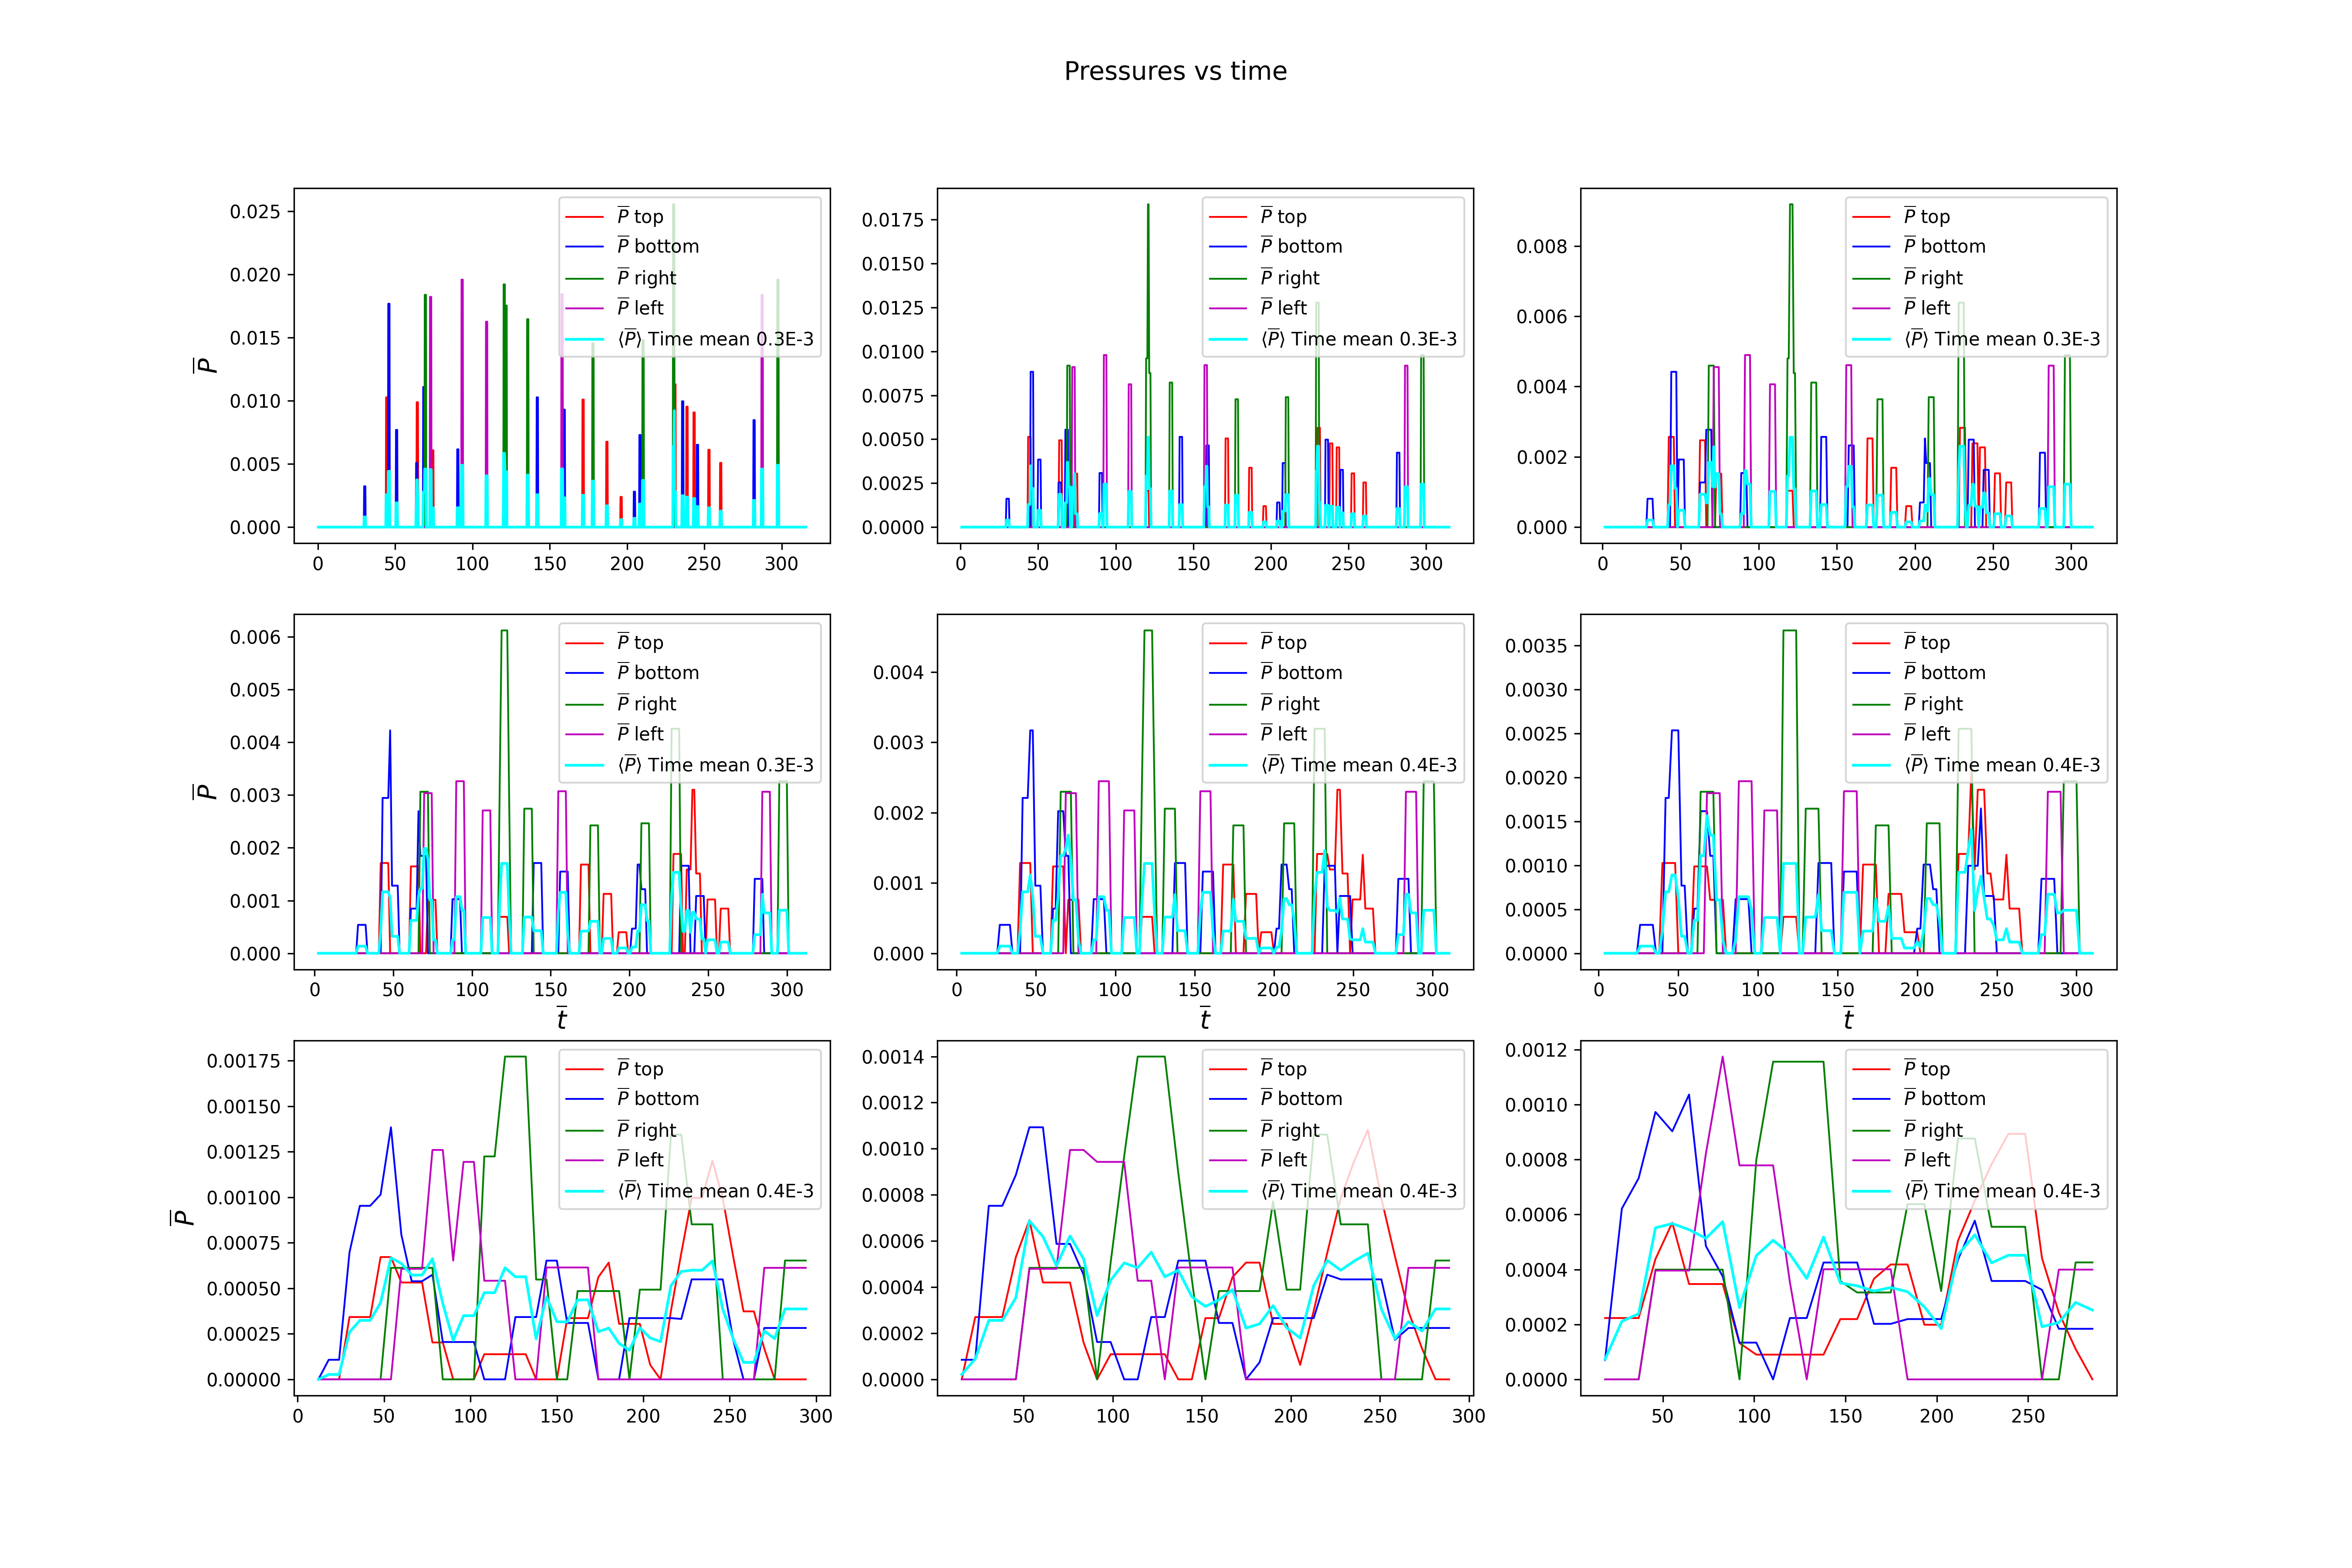 Pressures vs time
P̅
0.025
0.020
0.015
0.010
0.005
0.000
P̅ top
P̅ bottom
P̅ right
P̅ left
⟨P̅⟩ Time mean 0.3E-3
0 50 100 150 200 250 300
0.0175
0.0150
0.0125
0.0100
0.0075
0.0050
0.0025
0.0000
P̅ top
P̅ bottom
P̅ right
P̅ left
⟨P̅⟩ Time mean 0.3E-3
0 50 100 150 200 250 300
0.008
0.006
0.004
0.002
0.000
P̅ top
P̅ bottom
P̅ right
P̅ left
⟨P̅⟩ Time mean 0.3E-3
0 50 100 150 200 250 300
P̅
0.006
0.005
0.004
0.003
0.002
0.001
0.000
P̅ top
P̅ bottom
P̅ right
P̅ left
⟨P̅⟩ Time mean 0.3E-3
0 50 100 150 200 250 300
t̅
0.004
0.003
0.002
0.001
0.000
P̅ top
P̅ bottom
P̅ right
P̅ left
⟨P̅⟩ Time mean 0.4E-3
0 50 100 150 200 250 300
t̅
0.0035
0.0030
0.0025
0.0020
0.0015
0.0010
0.0005
0.0000
P̅ top
P̅ bottom
P̅ right
P̅ left
⟨P̅⟩ Time mean 0.4E-3
0 50 100 150 200 250 300
t̅
P̅
0.00175
0.00150
0.00125
0.00100
0.00075
0.00050
0.00025
0.00000
P̅ top
P̅ bottom
P̅ right
P̅ left
⟨P̅⟩ Time mean 0.4E-3
0 50 100 150 200 250 300
0.0014
0.0012
0.0010
0.0008
0.0006
0.0004
0.0002
0.0000
P̅ top
P̅ bottom
P̅ right
P̅ left
⟨P̅⟩ Time mean 0.4E-3
50 100 150 200 250 300
0.0012
0.0010
0.0008
0.0006
0.0004
0.0002
0.0000
P̅ top
P̅ bottom
P̅ right
P̅ left
⟨P̅⟩ Time mean 0.4E-3
50 100 150 200 250